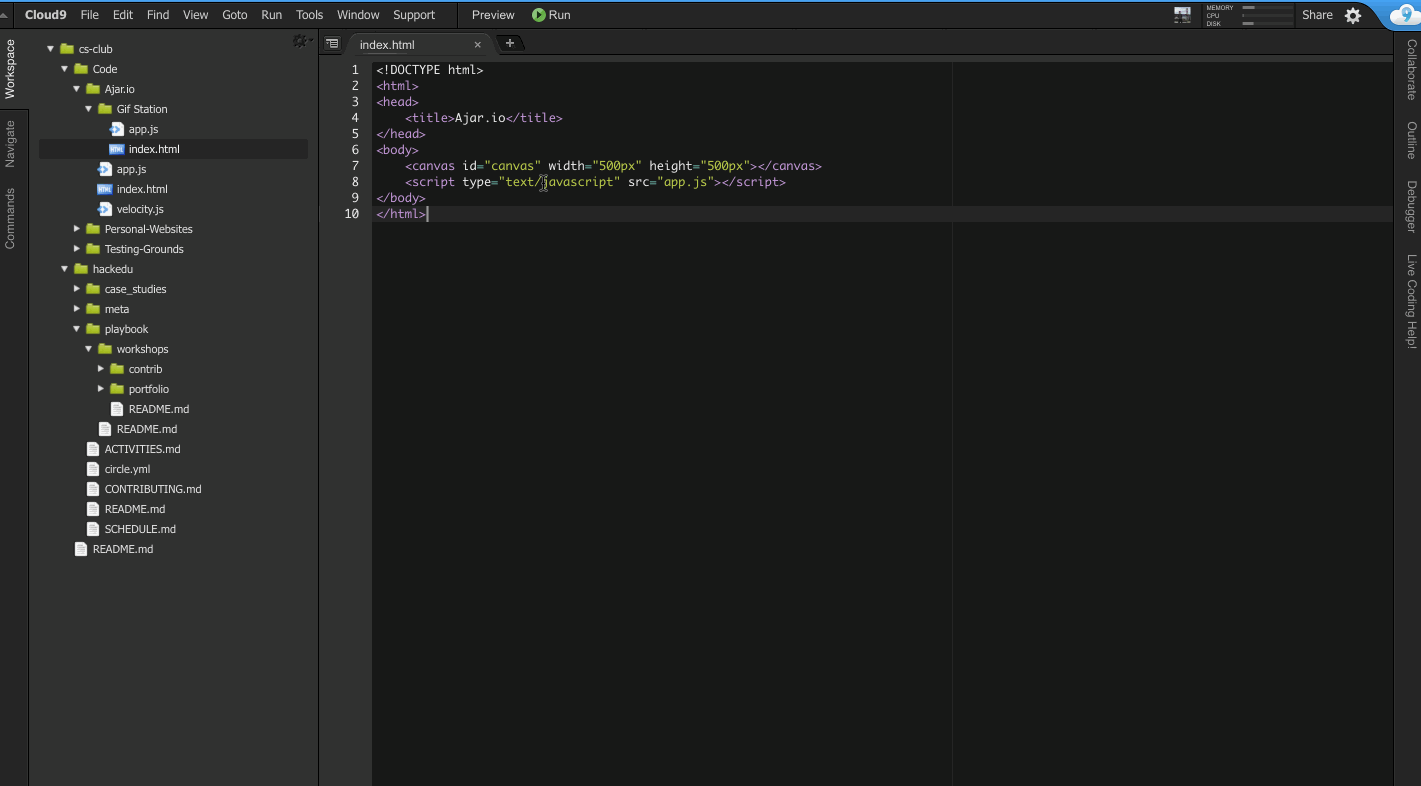 Cloud9 File Edit Find View Goto Run Tools Window Support Preview Run MEMORY CPU DISK Share
Workspace
Navigate
Commands
cs-club
Code
Ajar.io
Gif Station
app.js
index.html
app.js
index.html
velocity.js
Personal-Websites
Testing-Grounds
hackedu
case_studies
meta
playbook
workshops
contrib
portfolio
README.md
README.md
ACTIVITIES.md
circle.yml
CONTRIBUTING.md
README.md
SCHEDULE.md
README.md
index.html × +
1 <!DOCTYPE html>
2 <html>
3 <head>
4     <title>Ajar.io</title>
5 </head>
6 <body>
7     <canvas id="canvas" width="500px" height="500px"></canvas>
8     <script type="text/javascript" src="app.js"></script>
9 </body>
10 </html>
Collaborate
Outline
Debugger
Live Coding Help!